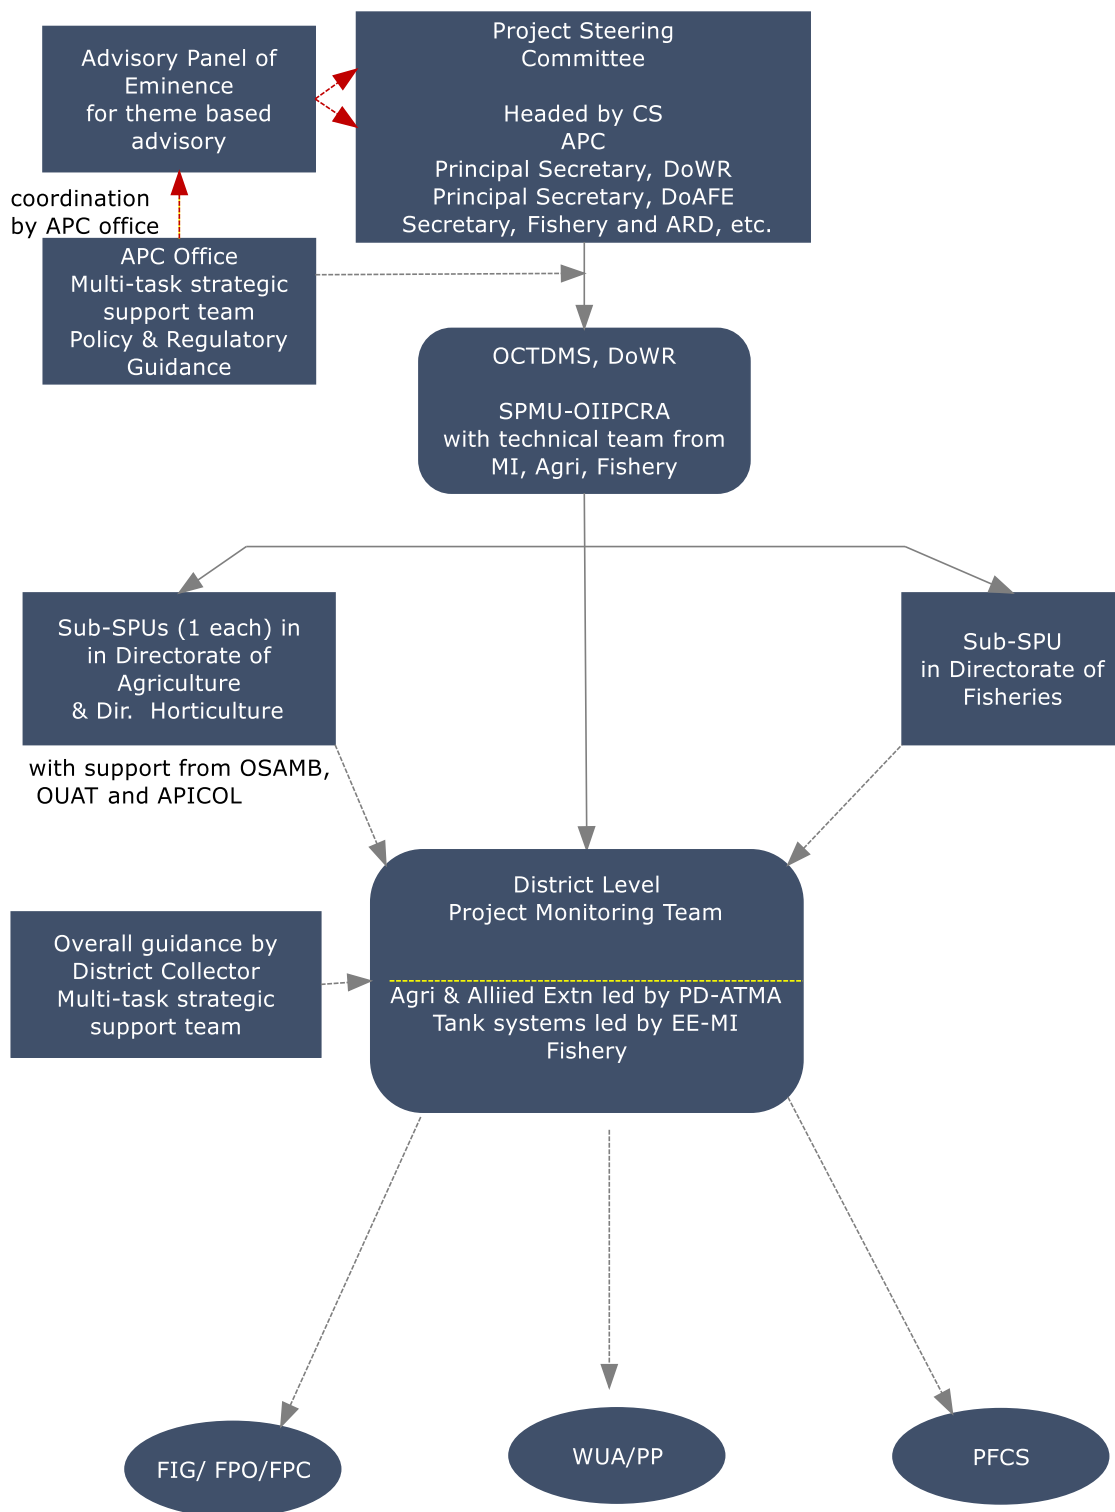 Advisory Panel of
Eminence
for theme based
advisory
Project Steering
Committee
Headed by CS
APC
Principal Secretary, DoWR
Principal Secretary, DoAFE
Secretary, Fishery and ARD, etc.
coordination
by APC office
APC Office
Multi-task strategic
support team
Policy & Regulatory
Guidance
OCTDMS, DoWR
SPMU-OIIPCRA
with technical team from
MI, Agri, Fishery
Sub-SPUs (1 each) in
in Directorate of
Agriculture
& Dir.  Horticulture
Sub-SPU
in Directorate of
Fisheries
with support from OSAMB,
OUAT and APICOL
District Level
Project Monitoring Team
Overall guidance by
District Collector
Multi-task strategic
support team
Agri & Alliied Extn led by PD-ATMA
Tank systems led by EE-MI
Fishery
FIG/ FPO/FPC
WUA/PP
PFCS